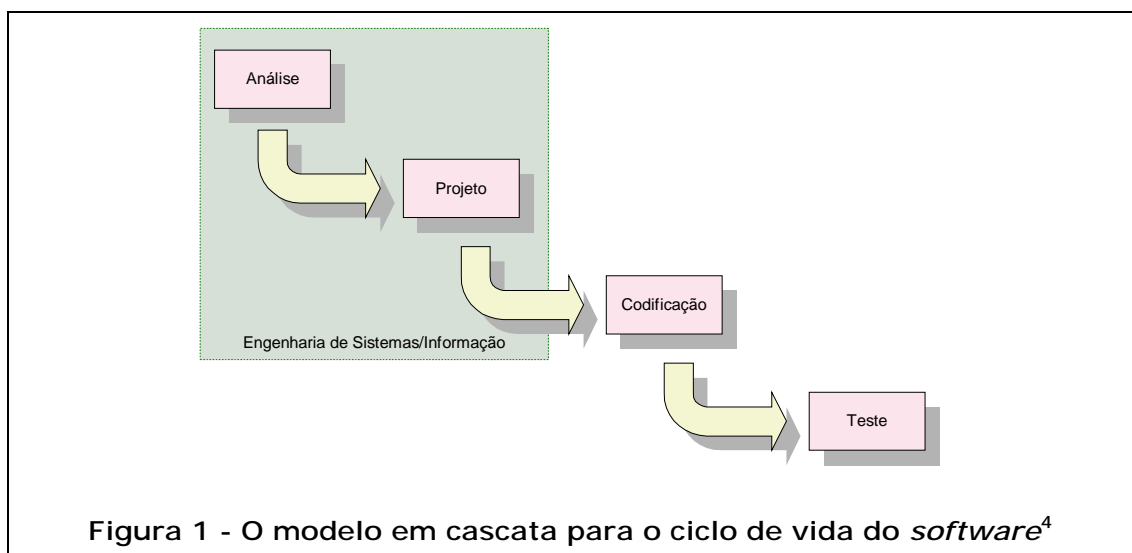 Análise
Projeto
Codificação
Engenharia de Sistemas/Informação
Teste
Figura 1 - O modelo em cascata para o ciclo de vida do software⁴